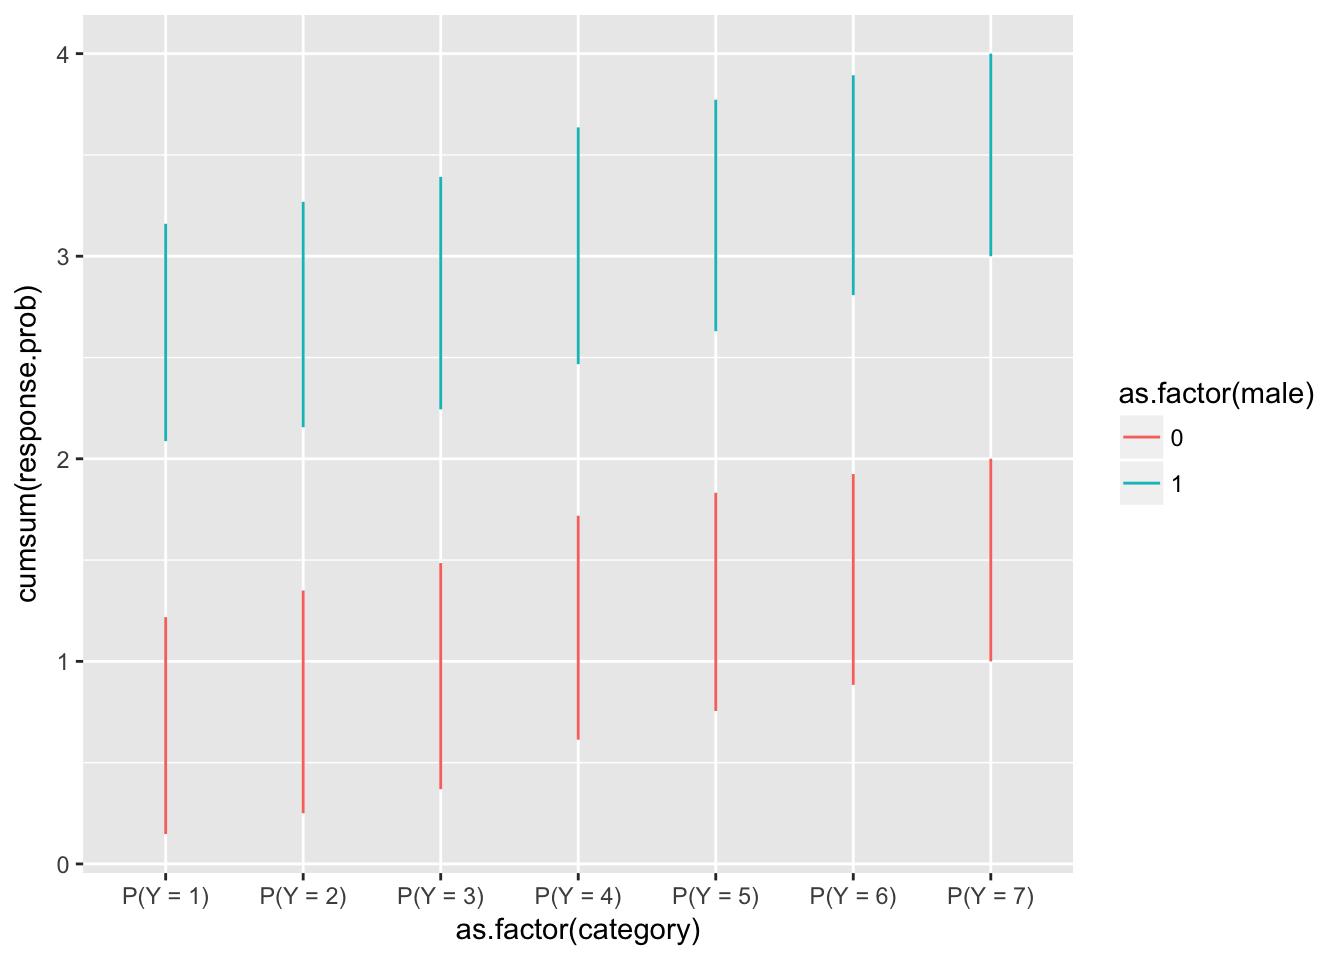 4
3
2
1
0
cumsum(response.prob)
P(Y = 1) P(Y = 2) P(Y = 3) P(Y = 4) P(Y = 5) P(Y = 6) P(Y = 7)
as.factor(category)
as.factor(male)
0
1